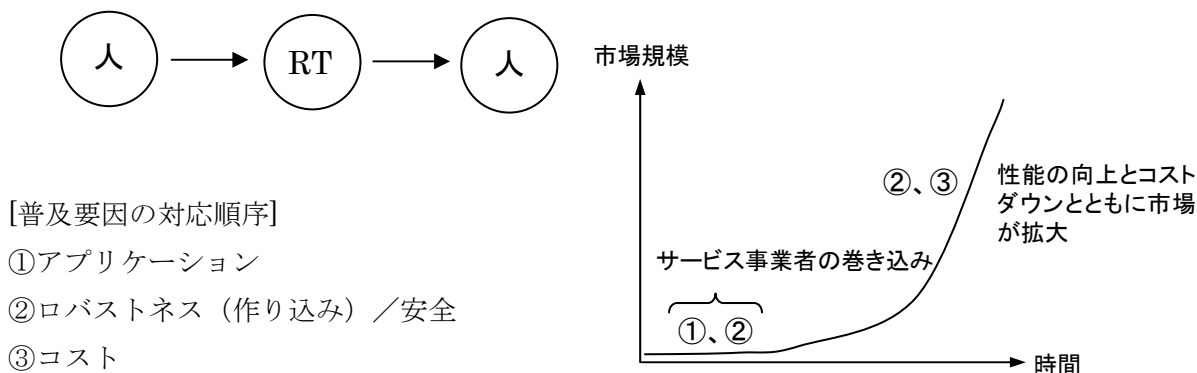 人
RT
人
[普及要因の対応順序]
①アプリケーション
②ロバストネス（作り込み）／安全
③コスト
市場規模
②、③
性能の向上とコスト
ダウンとともに市場
が拡大
サービス事業者の巻き込み
①、②
時間